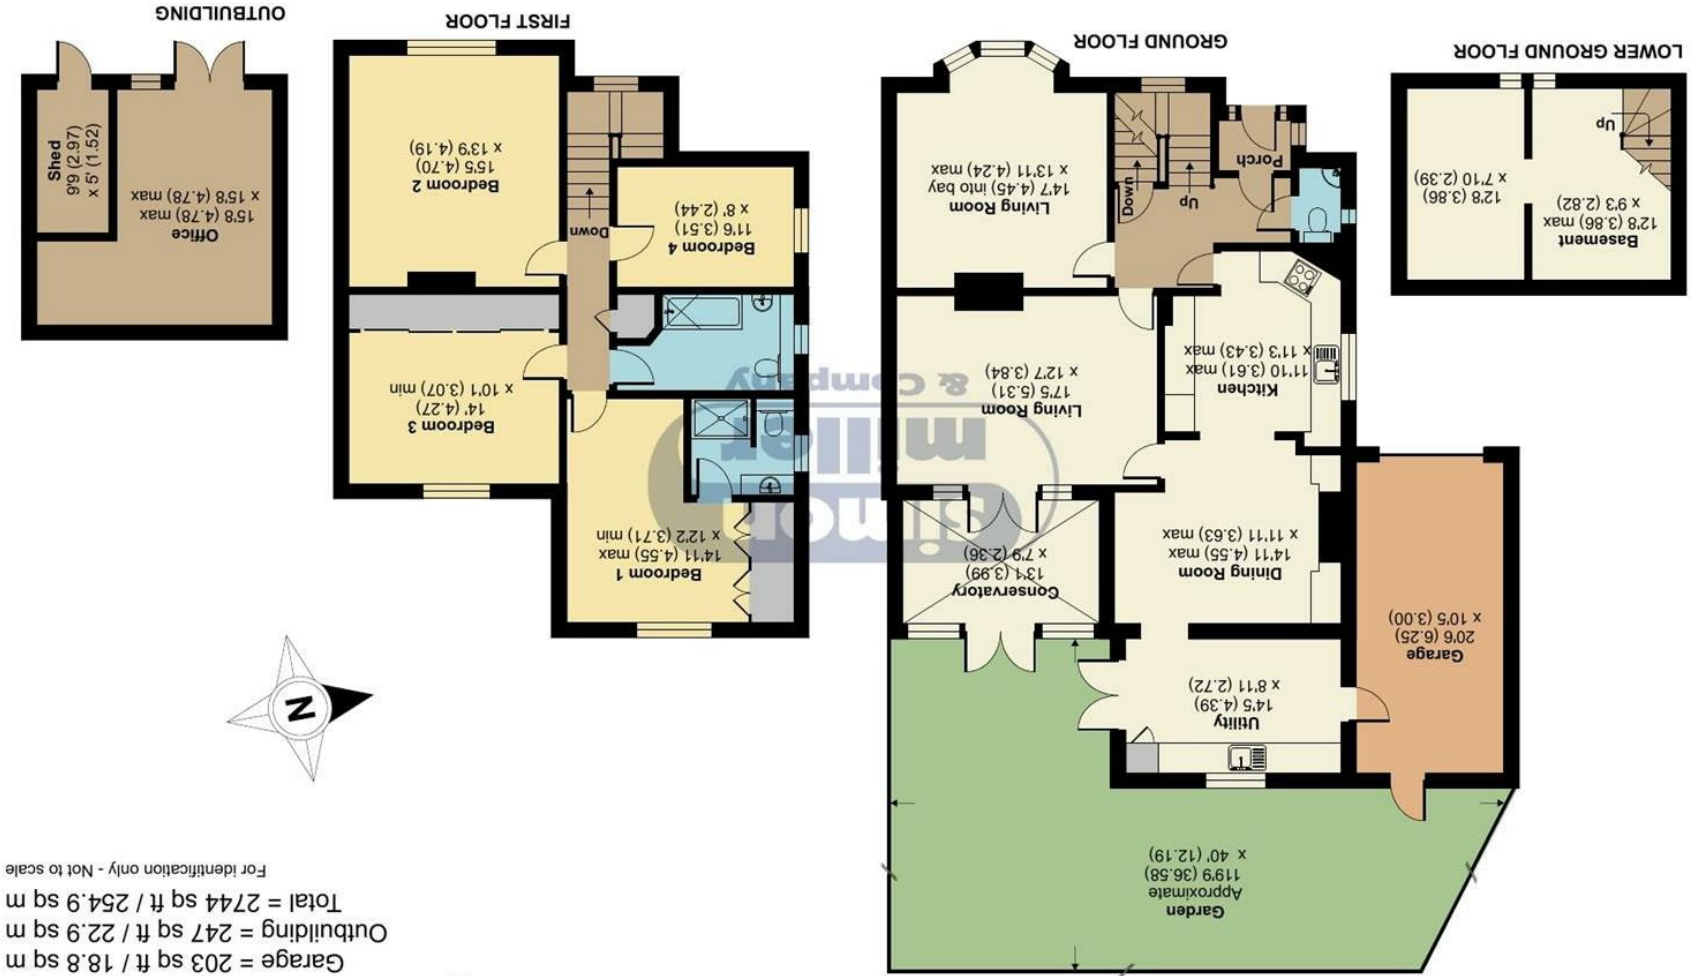 Garage = 203 sq ft / 18.8 sq m
Outbuilding = 247 sq ft / 22.9 sq m
Total = 2744 sq ft / 254.9 sq m
For identification only - Not to scale
N
Garden
Approximate
119'9 (36.58)
x 40' (12.19)
Utility
14'5 (4.39)
x 8'11 (2.72)
Garage
20'6 (6.25)
x 10'5 (3.00)
Dining Room
14'11 (4.55) max
x 11'11 (3.63) max
Conservatory
13'1 (3.99)
x 7'9 (2.36)
Kitchen
11'10 (3.61) max
x 11'3 (3.43) max
Living Room
17'5 (5.31)
x 12'7 (3.84)
Living Room
14'7 (4.45) into bay
x 13'11 (4.24) max
Up
Down
Porch
GROUND FLOOR
Basement
12'8 (3.86) max
x 9'3 (2.82)
12'8 (3.86)
x 7'10 (2.39)
Up
LOWER GROUND FLOOR
Bedroom 1
14'11 (4.55) max
x 12'2 (3.71) min
Bedroom 3
14' (4.27)
x 10'1 (3.07) min
Bedroom 4
11'6 (3.51)
x 8' (2.44)
Down
Bedroom 2
15'5 (4.70)
x 13'9 (4.19)
FIRST FLOOR
Office
15'8 (4.78) max
x 15'8 (4.78) max
Shed
9'9 (2.97)
x 5' (1.52)
OUTBUILDING
simon
miller
& Company